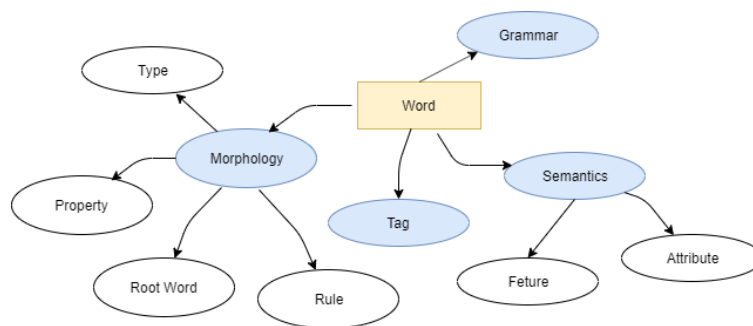 Grammar
Type
Word
Morphology
Semantics
Property
Tag
Attribute
Root Word
Rule
Feture